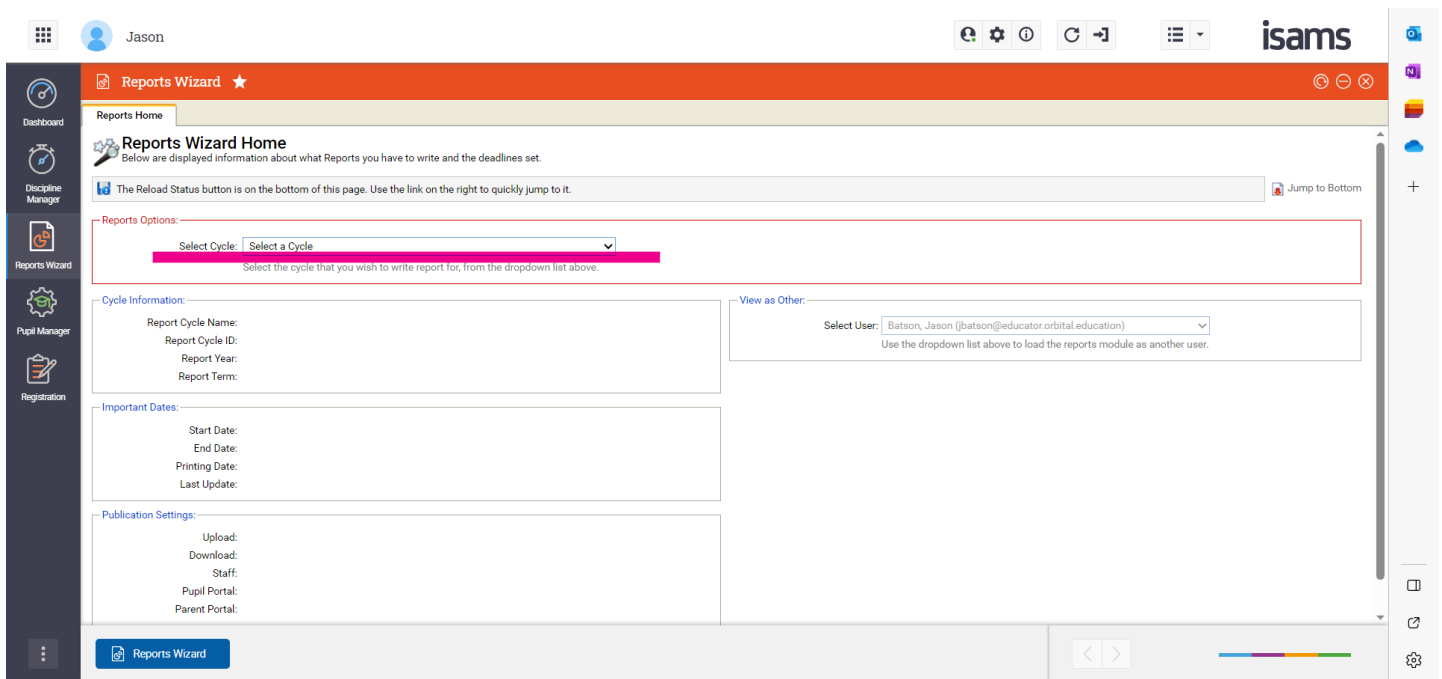 Jason
isams
Reports Wizard
Dashboard
Discipline
Manager
Reports Wizard
Pupil Manager
Registration
Reports Home
Reports Wizard Home
Below are displayed information about what Reports you have to write and the deadlines set.
The Reload Status button is on the bottom of this page. Use the link on the right to quickly jump to it.
Jump to Bottom
Reports Options:
Select Cycle: Select a Cycle
Select the cycle that you wish to write report for, from the dropdown list above.
Cycle Information:
Report Cycle Name:
Report Cycle ID:
Report Year:
Report Term:
View as Other:
Select User: Batson, Jason (jbatson@educator.orbital.education)
Use the dropdown list above to load the reports module as another user.
Important Dates:
Start Date:
End Date:
Printing Date:
Last Update:
Publication Settings:
Upload:
Download:
Staff:
Pupil Portal:
Parent Portal:
Reports Wizard